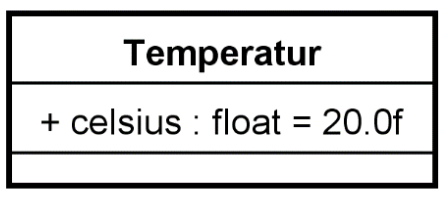 Temperatur
+ celsius : float = 20.0f